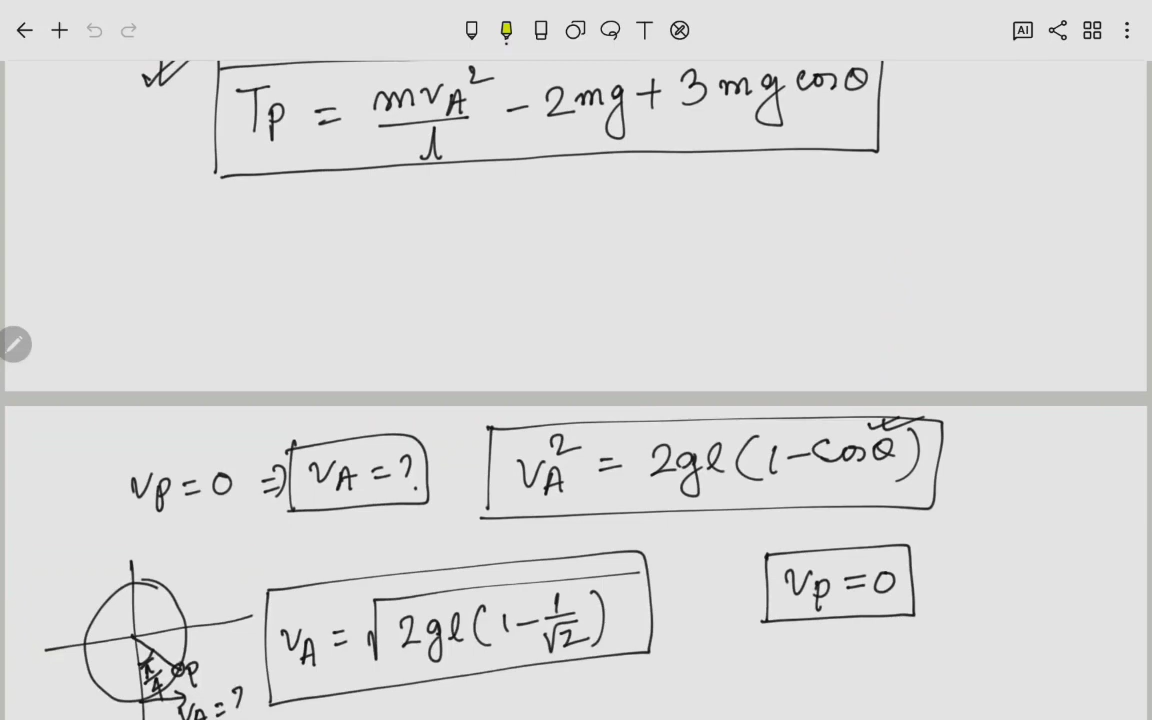 AI
Tp = mvA²/l - 2mg + 3mg cosθ
vp = 0 ⇒ vA = ? vA² = 2gl(1-cosθ)
vA = √2gl(1-1/√2) vp = 0
π/4 P
vA = ?